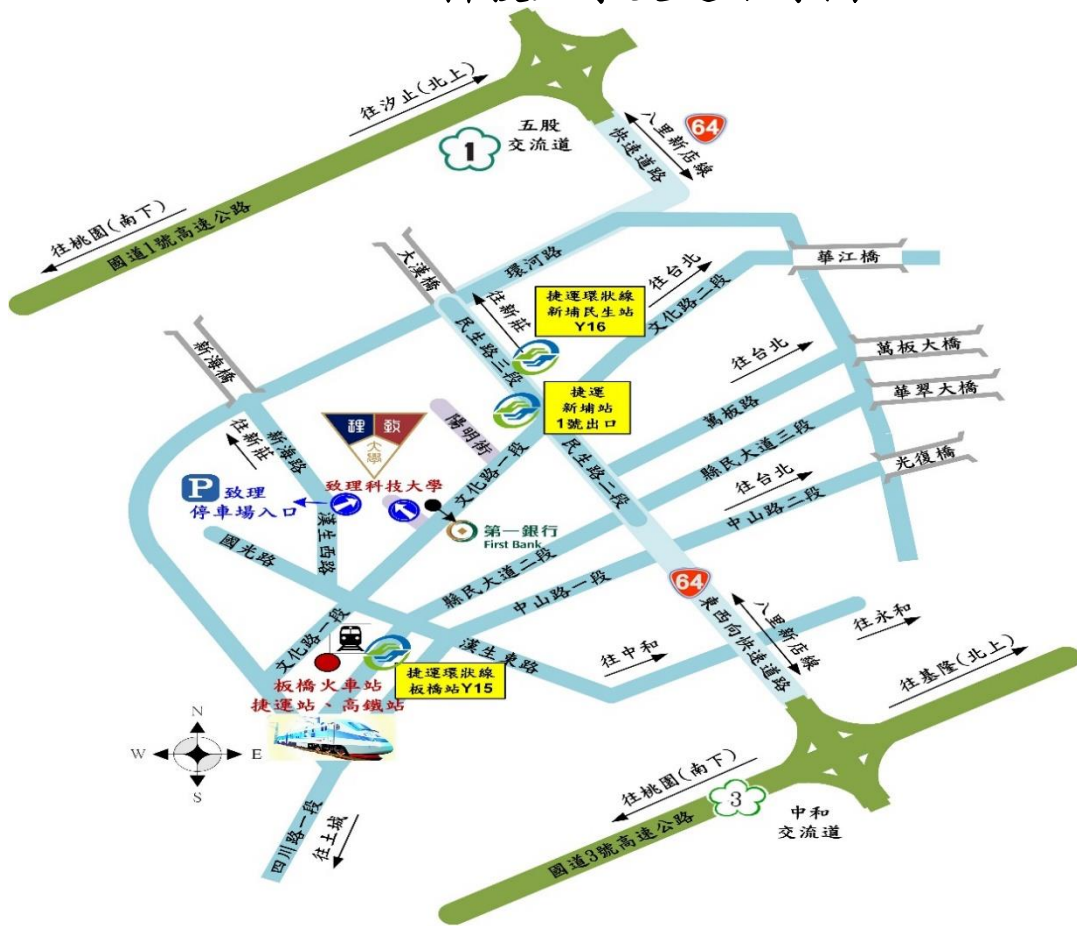 往汐止(北上)
五股
交流道
1
64
八里新店線
快速道路
往桃園(南下)
國道1號高速公路
大漢橋
環河路
往新莊
捷運環狀線
新埔民生站
Y16
往台北
文化路二段
華江橋
民生路三段
新海橋
往台北
萬板大橋
捷運
新埔站
1號出口
華翠大橋
萬板路
陽明街
理致
大學
新海路
往新莊
縣民大道三段
光復橋
文化路一段
民生路二段
往台北
致理科技大學
P 致理
停車場入口
中山路二段
漢生西路
第一銀行
First Bank
國光路
縣民大道二段
中山路一段
64
八里新店線
東西向快速道路
文化路一段
漢生東路
往中和
往永和
捷運環狀線
板橋站Y15
板橋火車站
捷運站、高鐵站
往基隆(北上)
N
W E
S
往桃園(南下)
3
中和
交流道
四川路一段
往土城
國道3號高速公路